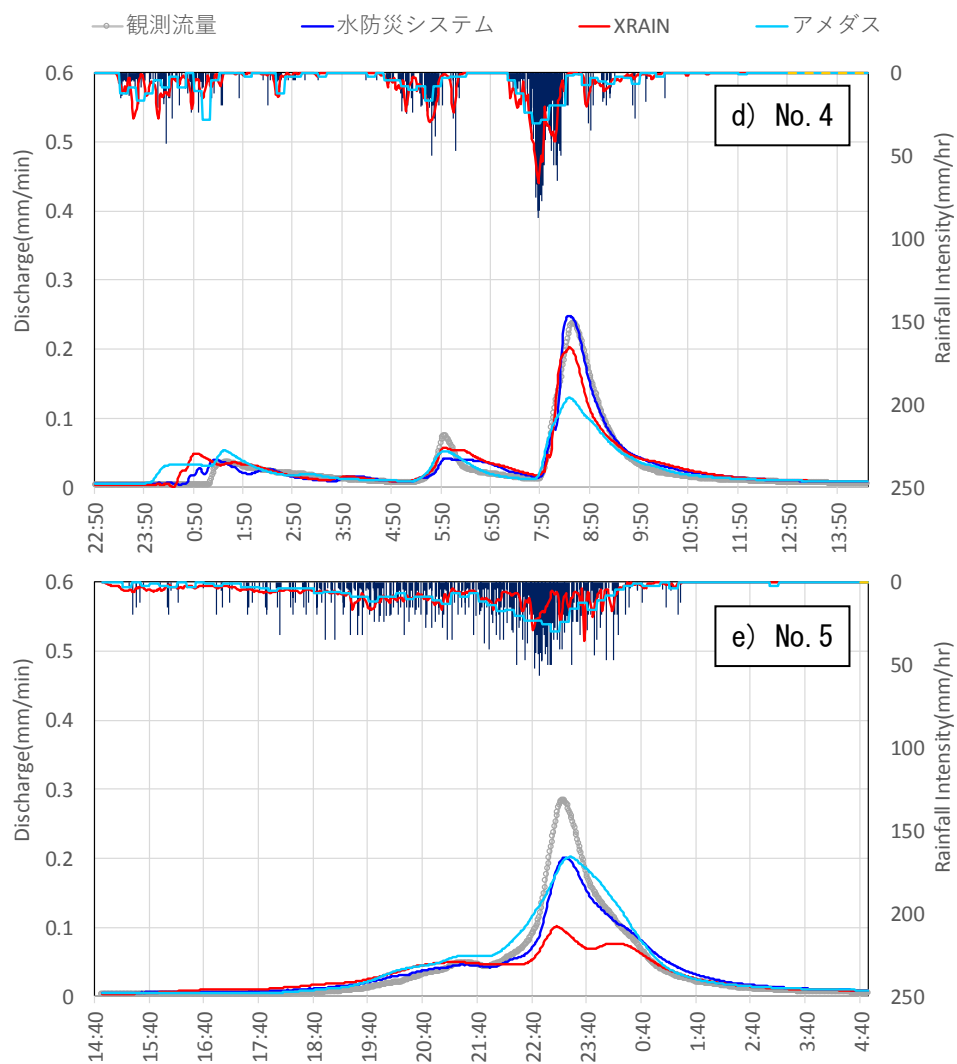 観測流量 水防災システム XRAIN アメダス
0.6 0.5 0.4 0.3 0.2 0.1 0
Discharge(mm/min)
0 50 100 150 200 250
Rainfall Intensity(mm/hr)
d) No.4
22:50 23:50 0:50 1:50 2:50 3:50 4:50 5:50 6:50 7:50 8:50 9:50 10:50 11:50 12:50 13:50
0.6 0.5 0.4 0.3 0.2 0.1 0
Discharge(mm/min)
0 50 100 150 200 250
Rainfall Intensity(mm/hr)
e) No.5
14:40 15:40 16:40 17:40 18:40 19:40 20:40 21:40 22:40 23:40 0:40 1:40 2:40 3:40 4:40